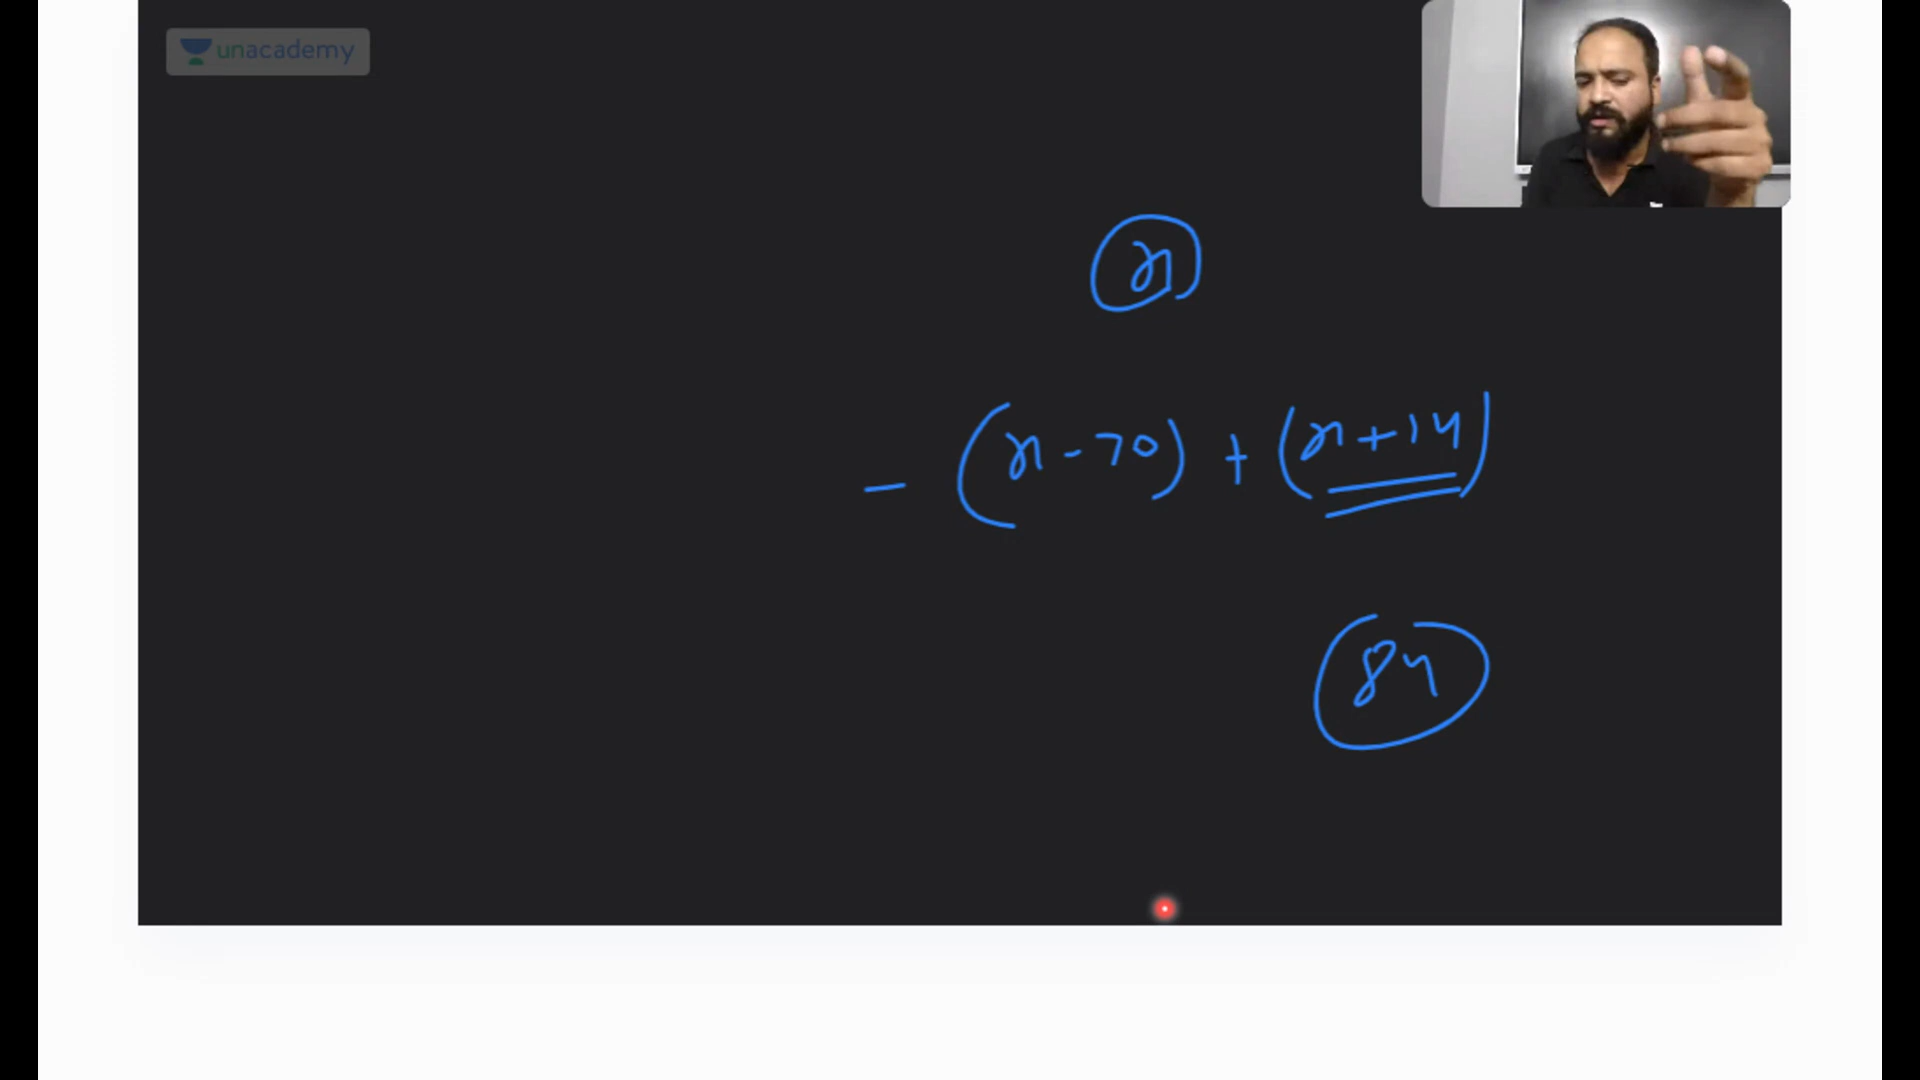 unacademy
x
- (x-70) + (x+14)
84